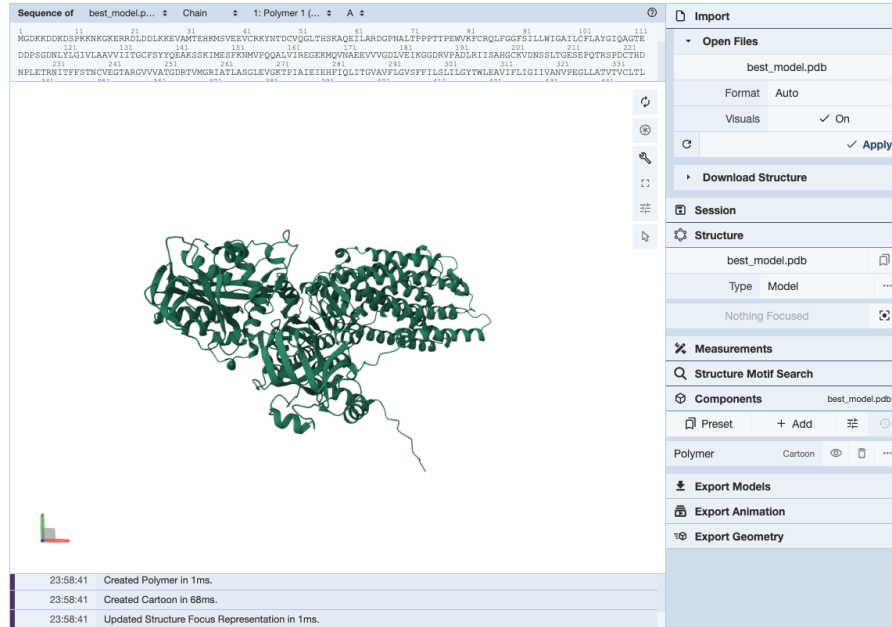 Sequence of best_model.p... Chain 1: Polymer 1 (... A
1 11 21 31 41 51 61 71 81 91 101 111
MGDKKDDKDSPKKNKGKERRDLDDLKKEVAMTEHKMSVEEVCRKYNTDCVQGLTHSKAQEILARDGPNALTPPPTTPEWVKFCRQLFGGFSILLWIGAILCFLAYGIQAGTE
121 131 141 151 161 171 181 191 201 211 221
DDPSGDNLYLGIVLAAVVIITGCFSYYQEAKSSKIMESFKNMVPQQALVIREGEKMQVNAEEVVVGDLVEIKGGDRVPADLRIISAHGCKVDNSSLTGESEPQTRSPDCTHD
231 241 251 261 271 281 291 301 311 321 331
NPLETRNITFFSTNCVEGTARGVVVATGDRTVMGRIATLASGLEVGKTPIAIEIEHFIQLITGVAVFLGVSFFILSLILGYTWLEAVIFLIGIIVANVPEGLLATVTVCLTL
Import
Open Files
best_model.pdb
Format Auto
Visuals On
Apply
Download Structure
Session
Structure
best_model.pdb
Type Model
Nothing Focused
Measurements
Structure Motif Search
Components best_model.pdb
Preset + Add
Polymer Cartoon
Export Models
Export Animation
Export Geometry
23:58:41 Created Polymer in 1ms.
23:58:41 Created Cartoon in 68ms.
23:58:41 Updated Structure Focus Representation in 1ms.